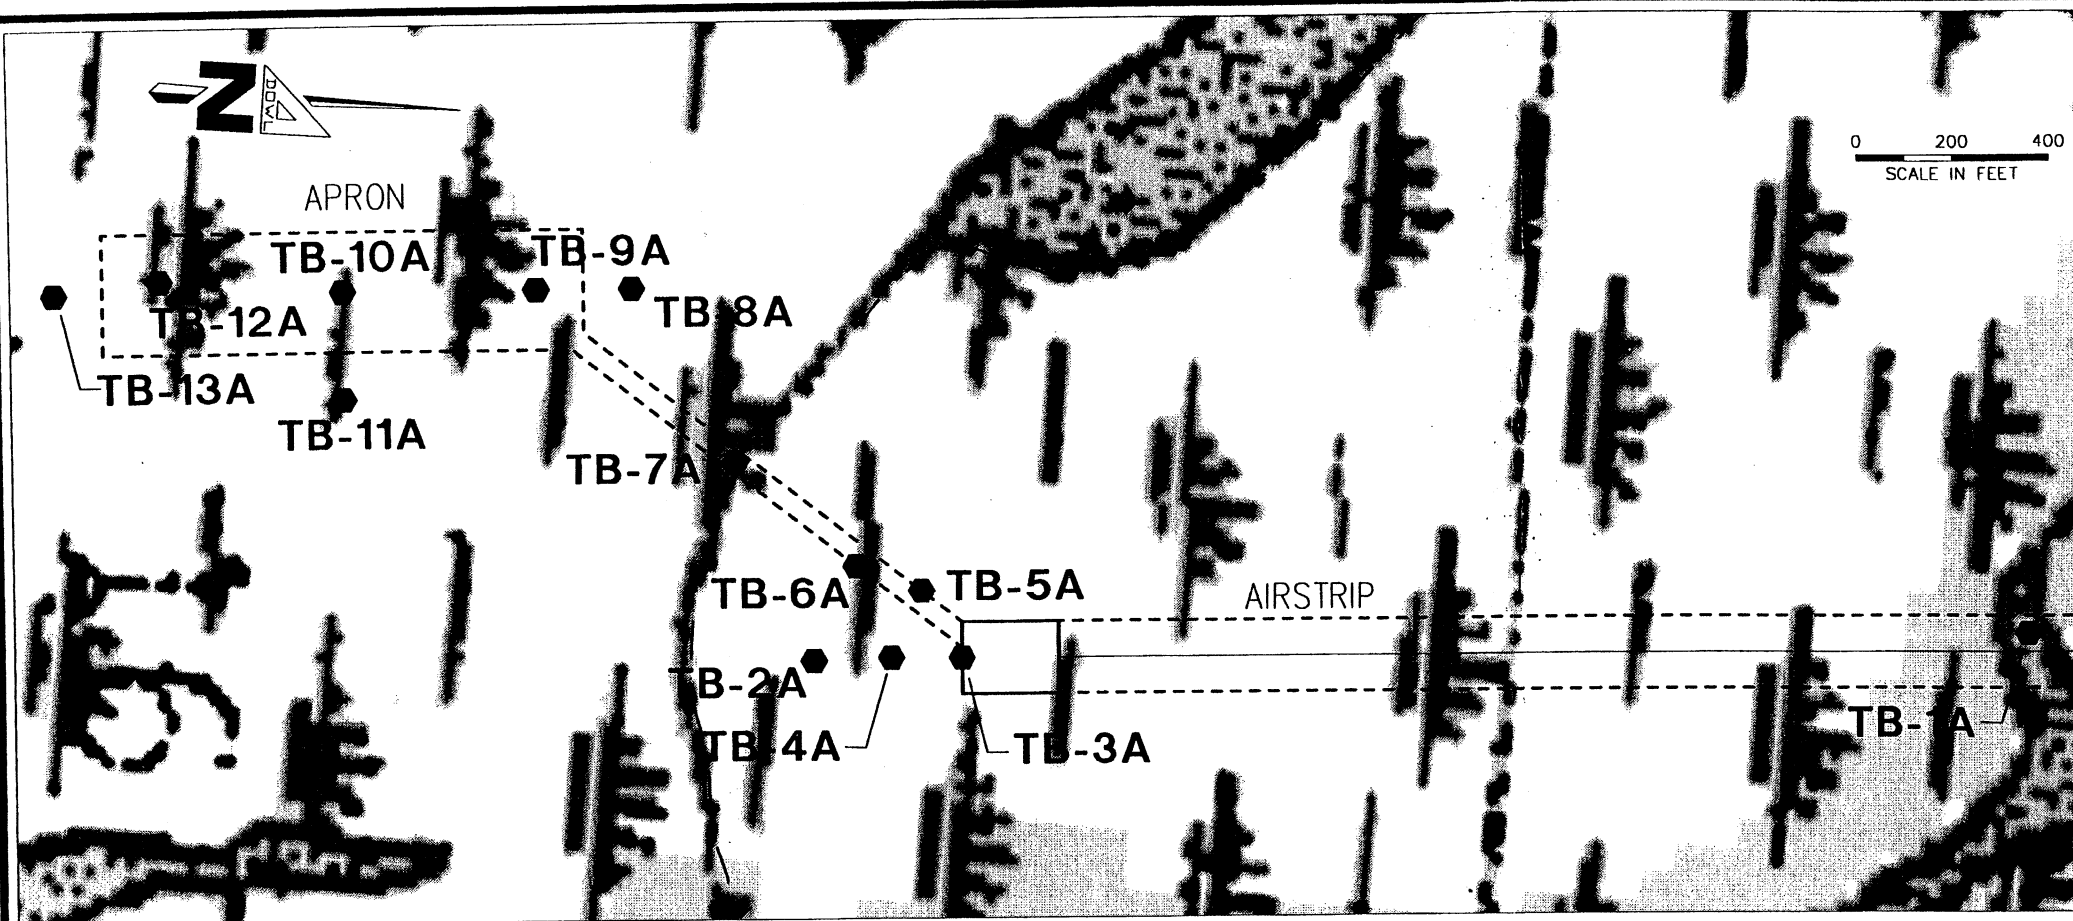 N
DOWL
0 200 400
SCALE IN FEET
APRON
TB-10A
TB-9A
TB-8A
TB-12A
TB-13A
TB-11A
TB-7A
TB-6A
TB-5A
AIRSTRIP
TB-2A
TB-1A
TB-4A
TB-3A